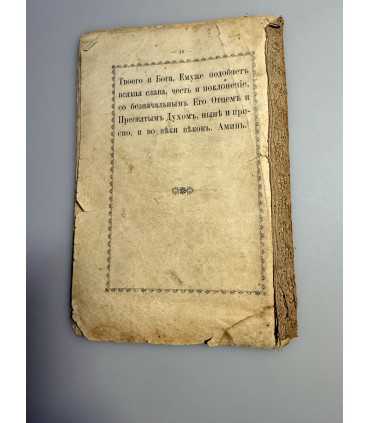 Твоего и Бога, Емуже подобаетъ
всякая слава, честь и поклоненіе,
со безначальнымъ Его Отцемъ и
Пресвятымъ Духомъ, нынѣ и при-
сно, и во вѣки вѣковъ. Аминь.